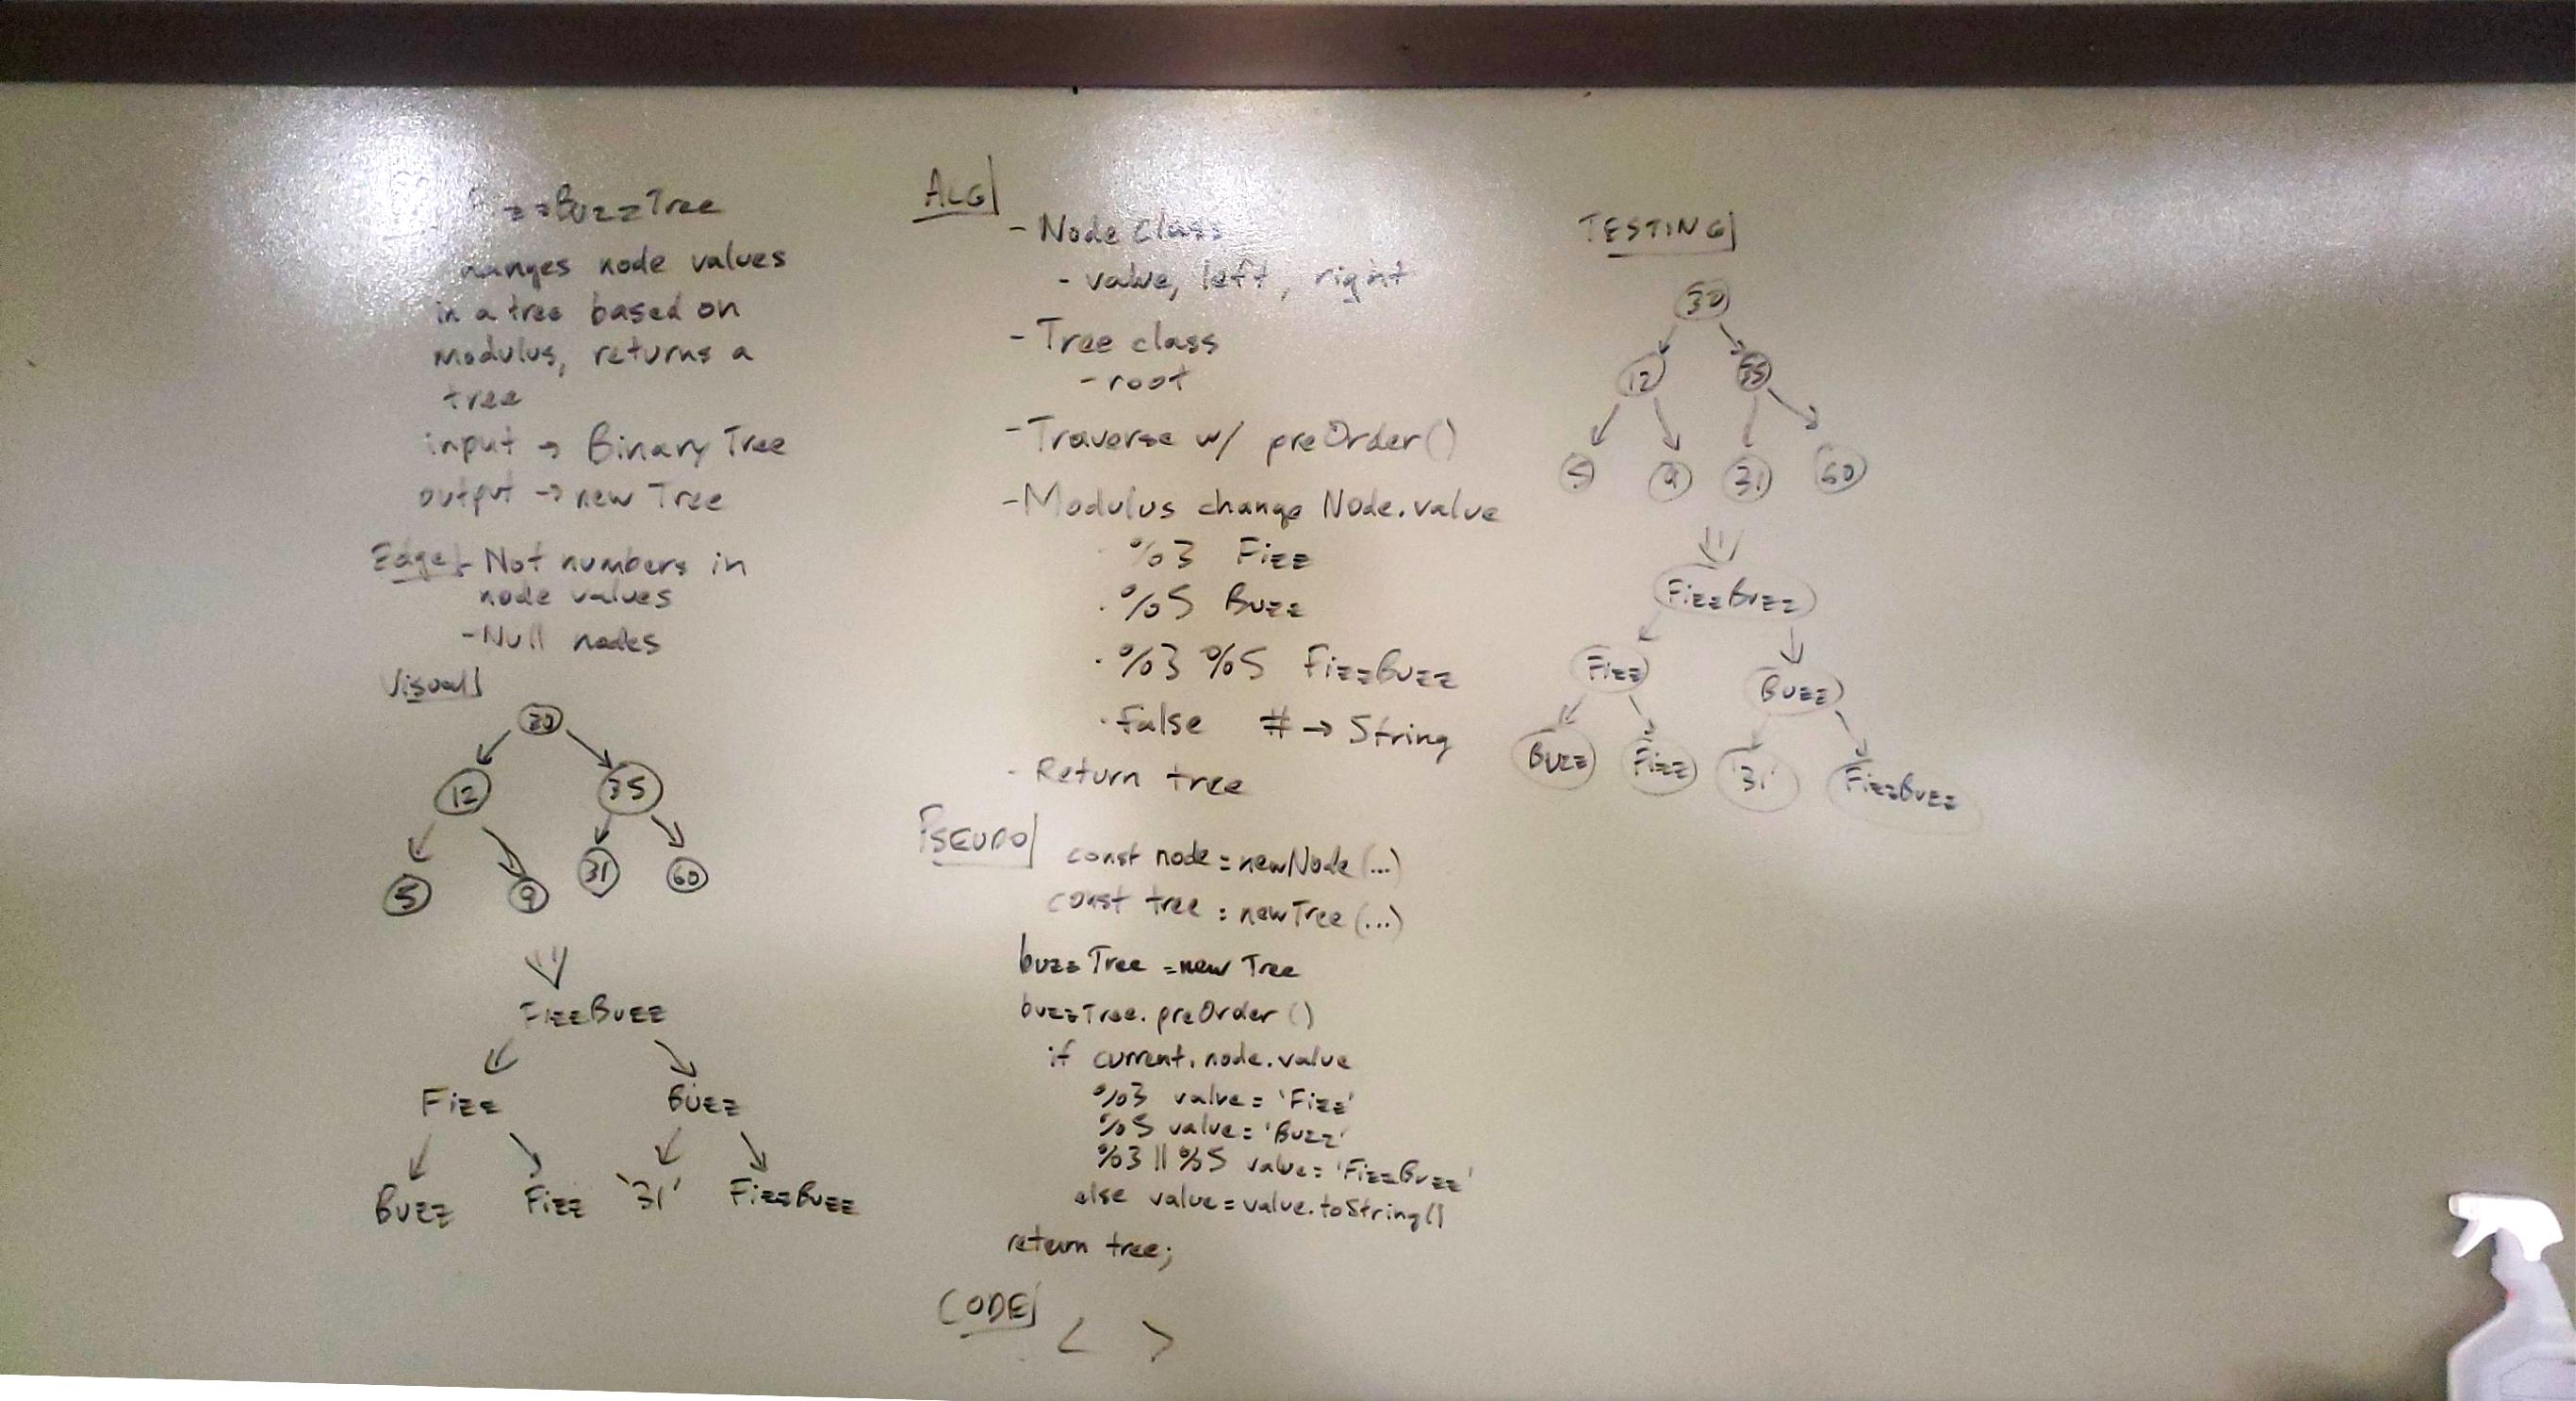 zzBuzzTree
changes node values
in a tree based on
Modulus, returns a
tree
input → Binary Tree
output → new Tree
Edge - Not numbers in
node values
- Null nodes
Visual
30
12 35
5 9 31 60
FizzBuzz
Fizz Buzz
Buzz Fizz '31' FizzBuzz
ALG
- Node Class
- value, left, right
- Tree class
- root
- Traverse w/ preOrder()
- Modulus change Node.value
· %3 Fizz
· %5 Buzz
· %3 %5 FizzBuzz
· False # → String
- Return tree
PSEUDO
const node = newNode(...)
const tree = newTree(...)
buzzTree = new Tree
buzzTree.preOrder()
if current.node.value
%3 value = 'Fizz'
%5 value = 'Buzz'
%3 || %5 value = 'FizzBuzz'
else value = value.toString()
return tree;
CODE
< >
TESTING
30
12 35
5 9 31 60
FizzBuzz
Fizz Buzz
Buzz Fizz '31' FizzBuzz